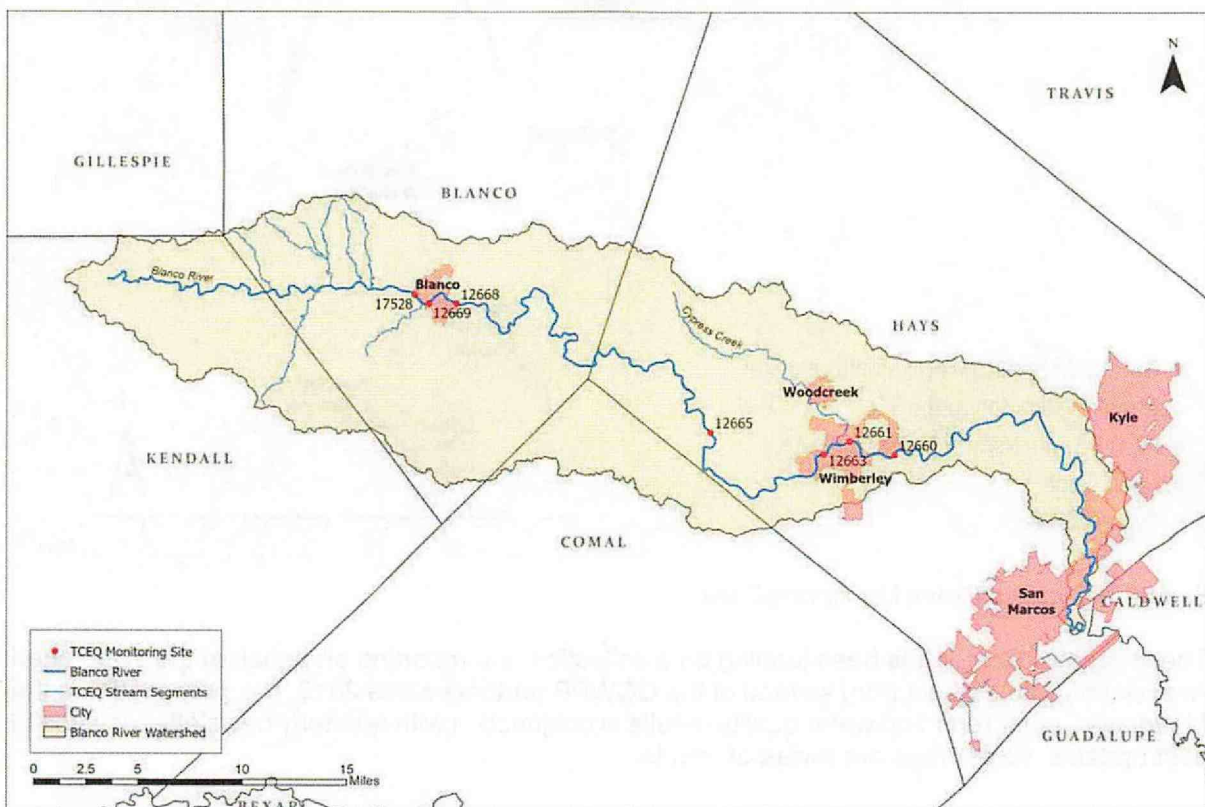 N
TRAVIS
GILLESPIE
BLANCO
Blanco River
Blanco
12668
17528
12669
Cypress Creek
HAYS
Woodcreek
Kyle
12665
12661
12660
12663
Wimberley
KENDALL
COMAL
San
Marcos
CALDWELL
GUADALUPE
TCEQ Monitoring Site
Blanco River
TCEQ Stream Segments
City
Blanco River Watershed
0 2.5 5 10 15
Miles
BEXAR